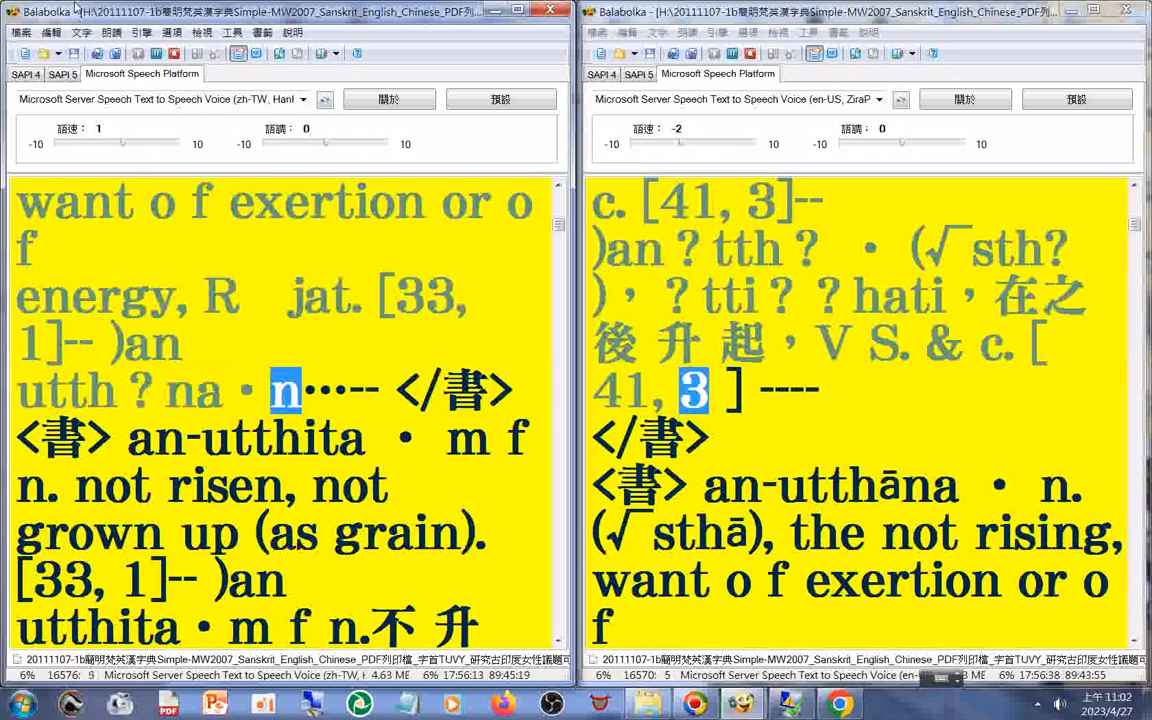 Balabolka - [H:\20111107-1b簡明梵英漢字典Simple-MW2007_Sanskrit_English_Chinese_PDF列...
檔案 編輯 文字 朗讀 引擎 選項 檢視 工具 書籤 說明
SAPI 4 SAPI 5 Microsoft Speech Platform
Microsoft Server Speech Text to Speech Voice (zh-TW, HanH 關於 預設
語速： 1 語調： 0
-10 10 -10 10
want o f exertion or o
f
energy, R jat. [33,
1]-- )an
utth ? na • n…-- </書>
<書> an-utthita • m f
n. not risen, not
grown up (as grain).
[33, 1]-- )an
utthita • m f n.不 升
20111107-1b簡明梵英漢字典Simple-MW2007_Sanskrit_English_Chinese_PDF列印檔_字首TUVY_研究古印度女性議題可
6% 16576: 9 Microsoft Server Speech Text to Speech Voice (zh-TW, H 4.63 ME 6% 17:56:13 89:45:19
Balabolka - [H:\20111107-1b簡明梵英漢字典Simple-MW2007_Sanskrit_English_Chinese_PDF列...
檔案 編輯 文字 朗讀 引擎 選項 檢視 工具 書籤 說明
SAPI 4 SAPI 5 Microsoft Speech Platform
Microsoft Server Speech Text to Speech Voice (en-US, ZiraP 關於 預設
語速： -2 語調： 0
-10 10 -10 10
c. [41, 3]--
)an ? tth ? • (√sth?
)，? tti ? ? hati，在之
後 升 起，V S. & c. [
41, 3 ] ----
</書>
<書> an-utthāna • n.
(√sthā), the not rising,
want o f exertion or o
f
20111107-1b簡明梵英漢字典Simple-MW2007_Sanskrit_English_Chinese_PDF列印檔_字首TUVY_研究古印度女性議題可
6% 16570: 5 Microsoft Server Speech Text to Speech Voice (en-US, 6% 17:56:38 89:43:55
上午 11:02
2023/4/27